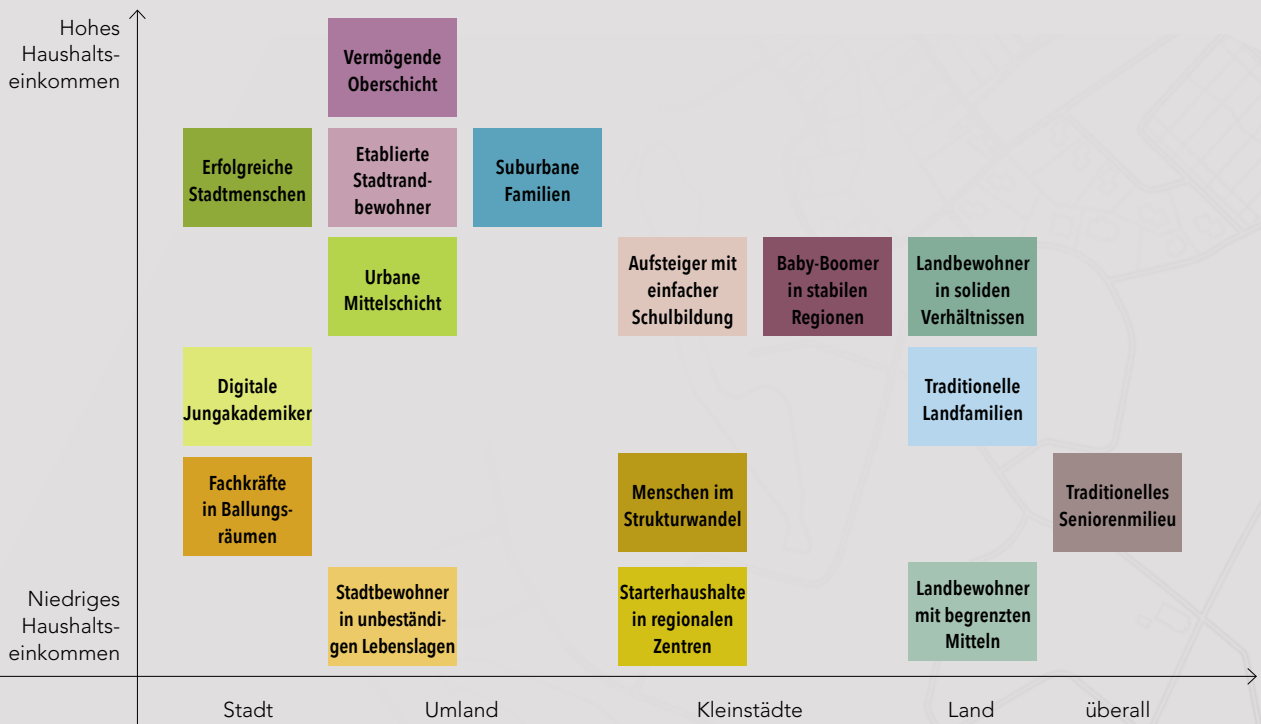 Hohes
Haushalts-
einkommen
Vermögende
Oberschicht
Erfolgreiche
Stadtmenschen
Etablierte
Stadtrand-
bewohner
Suburbane
Familien
Urbane
Mittelschicht
Aufsteiger mit
einfacher
Schulbildung
Baby-Boomer
in stabilen
Regionen
Landbewohner
in soliden
Verhältnissen
Digitale
Jungakademiker
Traditionelle
Landfamilien
Fachkräfte
in Ballungs-
räumen
Menschen im
Strukturwandel
Traditionelles
Seniorenmilieu
Niedriges
Haushalts-
einkommen
Stadtbewohner
in unbeständi-
gen Lebenslagen
Starterhaushalte
in regionalen
Zentren
Landbewohner
mit begrenzten
Mitteln
Stadt
Umland
Kleinstädte
Land
überall